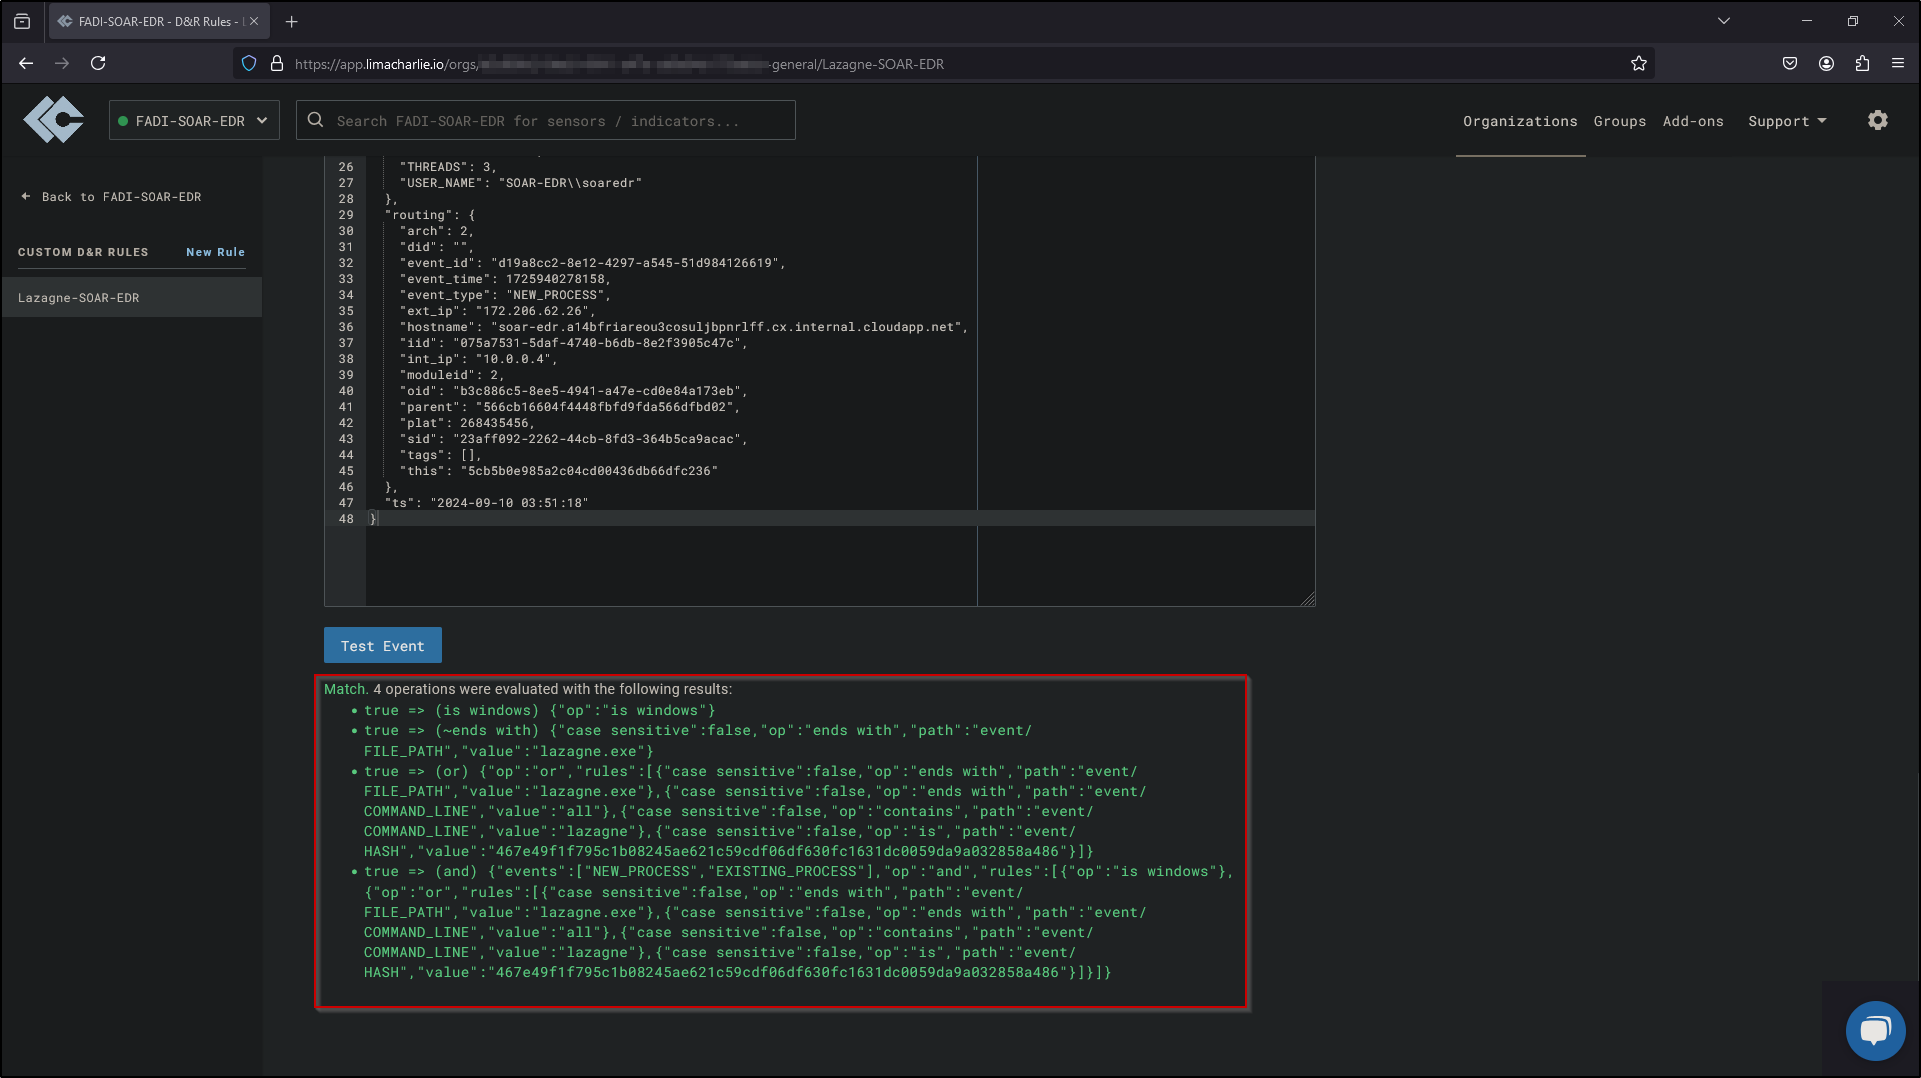 FADI-SOAR-EDR - D&R Rules -
https://app.limacharlie.io/orgs/ -general/Lazagne-SOAR-EDR
FADI-SOAR-EDR
Search FADI-SOAR-EDR for sensors / indicators...
Organizations Groups Add-ons Support
Back to FADI-SOAR-EDR
CUSTOM D&R RULES New Rule
Lazagne-SOAR-EDR
26 "THREADS": 3,
27 "USER_NAME": "SOAR-EDR\\soaredr"
28 },
29 "routing": {
30 "arch": 2,
31 "did": "",
32 "event_id": "d19a8cc2-8e12-4297-a545-51d984126619",
33 "event_time": 1725940278158,
34 "event_type": "NEW_PROCESS",
35 "ext_ip": "172.206.62.26",
36 "hostname": "soar-edr.a14bfriareou3cosuljbpnrlff.cx.internal.cloudapp.net",
37 "iid": "075a7531-5daf-4740-b6db-8e2f3905c47c",
38 "int_ip": "10.0.0.4",
39 "moduleid": 2,
40 "oid": "b3c886c5-8ee5-4941-a47e-cd0e84a173eb",
41 "parent": "566cb16604f4448fbfd9fda566dfbd02",
42 "plat": 268435456,
43 "sid": "23aff092-2262-44cb-8fd3-364b5ca9acac",
44 "tags": [],
45 "this": "5cb5b0e985a2c04cd00436db66dfc236"
46 },
47 "ts": "2024-09-10 03:51:18"
48 }
Test Event
Match. 4 operations were evaluated with the following results:
• true => (is windows) {"op":"is windows"}
• true => (~ends with) {"case sensitive":false,"op":"ends with","path":"event/
FILE_PATH","value":"lazagne.exe"}
• true => (or) {"op":"or","rules":[{"case sensitive":false,"op":"ends with","path":"event/
FILE_PATH","value":"lazagne.exe"},{"case sensitive":false,"op":"ends with","path":"event/
COMMAND_LINE","value":"all"},{"case sensitive":false,"op":"contains","path":"event/
COMMAND_LINE","value":"lazagne"},{"case sensitive":false,"op":"is","path":"event/
HASH","value":"467e49f1f795c1b08245ae621c59cdf06df630fc1631dc0059da9a032858a486"}]}
• true => (and) {"events":["NEW_PROCESS","EXISTING_PROCESS"],"op":"and","rules":[{"op":"is windows"},
{"op":"or","rules":[{"case sensitive":false,"op":"ends with","path":"event/
FILE_PATH","value":"lazagne.exe"},{"case sensitive":false,"op":"ends with","path":"event/
COMMAND_LINE","value":"all"},{"case sensitive":false,"op":"contains","path":"event/
COMMAND_LINE","value":"lazagne"},{"case sensitive":false,"op":"is","path":"event/
HASH","value":"467e49f1f795c1b08245ae621c59cdf06df630fc1631dc0059da9a032858a486"}]}]}